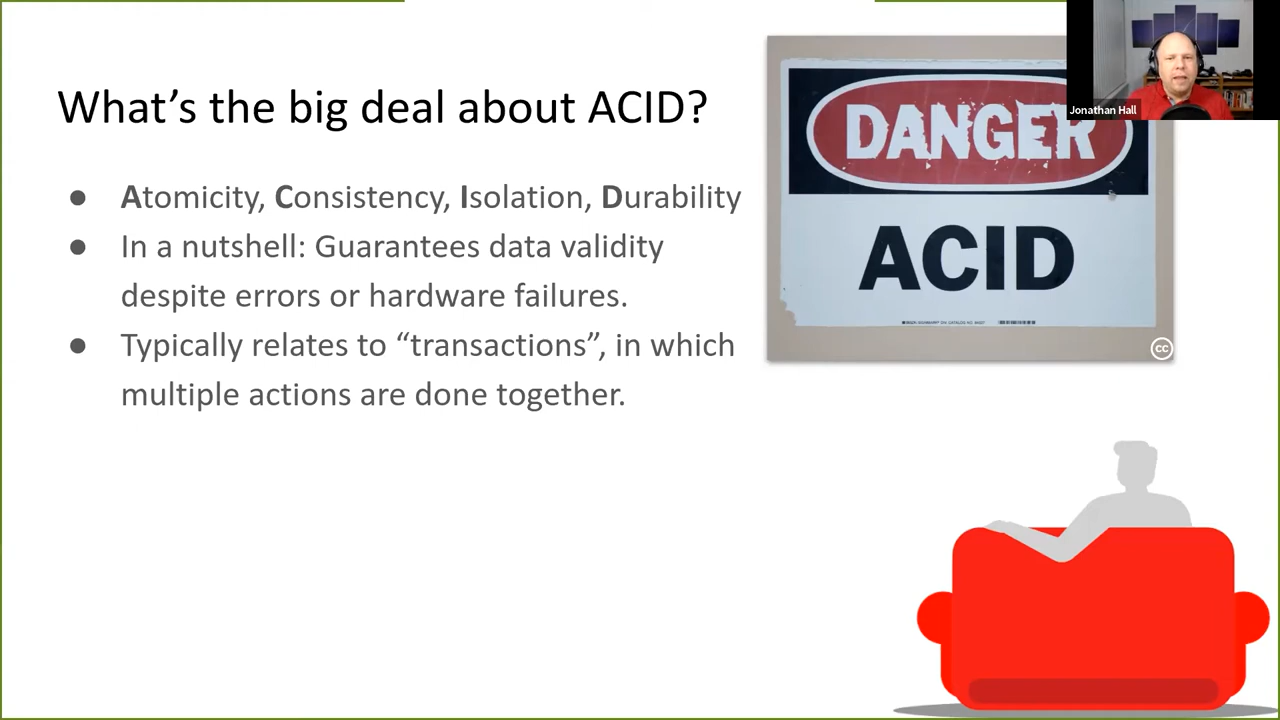 What’s the big deal about ACID?
● Atomicity, Consistency, Isolation, Durability
● In a nutshell: Guarantees data validity
despite errors or hardware failures.
● Typically relates to “transactions”, in which
multiple actions are done together.
DANGER
ACID
cc
Jonathan Hall